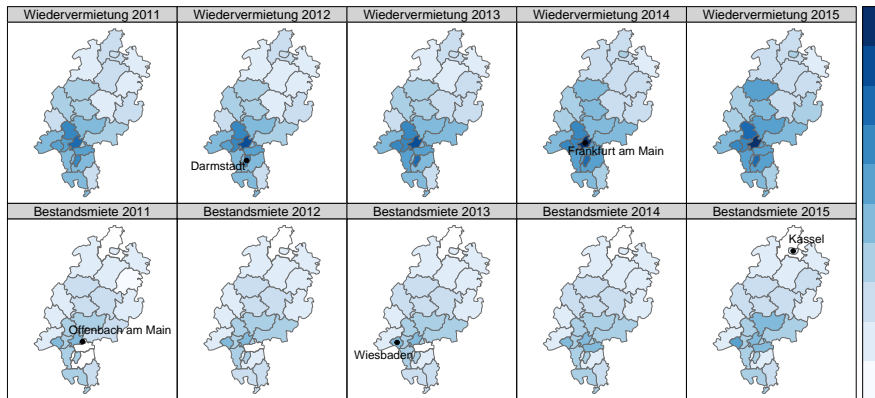 Wiedervermietung 2011
Wiedervermietung 2012
Wiedervermietung 2013
Wiedervermietung 2014
Wiedervermietung 2015
Darmstadt
Frankfurt am Main
Bestandsmiete 2011
Bestandsmiete 2012
Bestandsmiete 2013
Bestandsmiete 2014
Bestandsmiete 2015
Offenbach am Main
Wiesbaden
Kassel